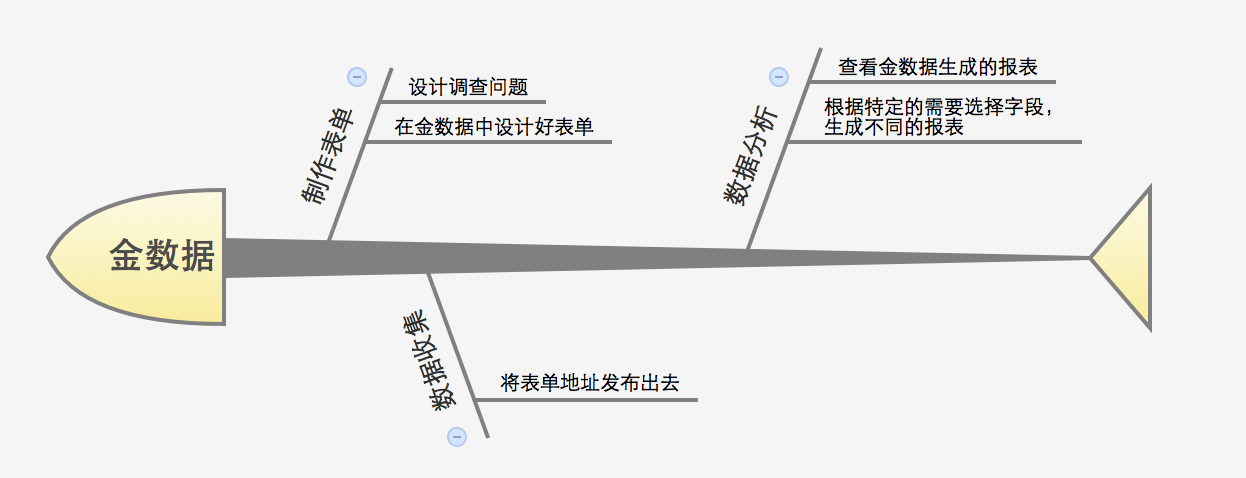 金数据
制作表单
设计调查问题
在金数据中设计好表单
数据收集
将表单地址发布出去
数据分析
查看金数据生成的报表
根据特定的需要选择字段，
生成不同的报表